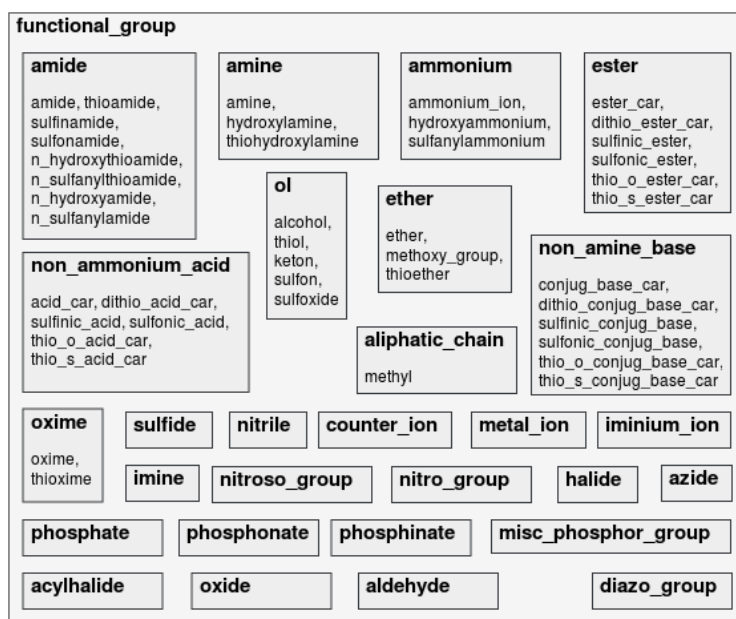 functional_group
amide
amide, thioamide,
sulfinamide,
sulfonamide,
n_hydroxythioamide,
n_sulfanylthioamide,
n_hydroxyamide,
n_sulfanylamide
amine
amine,
hydroxylamine,
thiohydroxylamine
ammonium
ammonium_ion,
hydroxyammonium,
sulfanylammonium
ester
ester_car,
dithio_ester_car,
sulfinic_ester,
sulfonic_ester,
thio_o_ester_car,
thio_s_ester_car
ol
alcohol,
thiol,
keton,
sulfon,
sulfoxide
ether
ether,
methoxy_group,
thioether
non_ammonium_acid
acid_car, dithio_acid_car,
sulfinic_acid, sulfonic_acid,
thio_o_acid_car,
thio_s_acid_car
non_amine_base
conjug_base_car,
dithio_conjug_base_car,
sulfinic_conjug_base,
sulfonic_conjug_base,
thio_o_conjug_base_car,
thio_s_conjug_base_car
aliphatic_chain
methyl
oxime
oxime,
thioxime
sulfide
nitrile
counter_ion
metal_ion
iminium_ion
imine
nitroso_group
nitro_group
halide
azide
phosphate
phosphonate
phosphinate
misc_phosphor_group
acylhalide
oxide
aldehyde
diazo_group